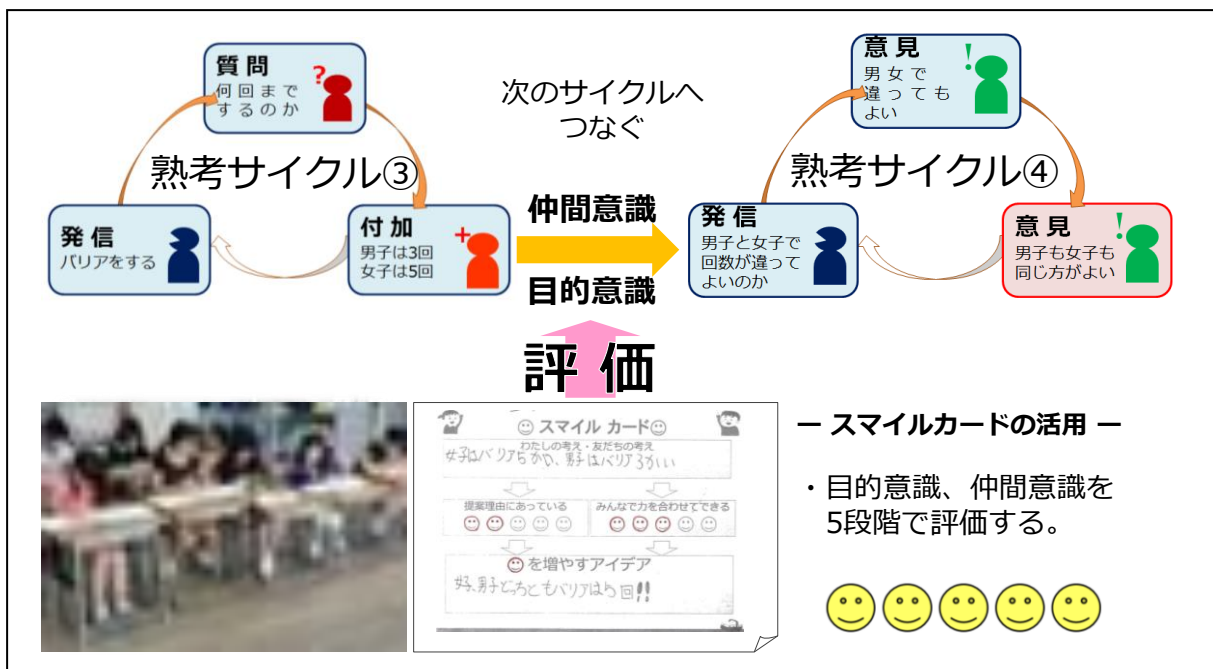 質問
何回まで
するのか
?
熟考サイクル③
発信
バリアをする
付加
男子は3回
女子は5回
+
次のサイクルへ
つなぐ
仲間意識
目的意識
評価
意見
男女で
違っても
よい
!
熟考サイクル④
発信
男子と女子で
回数が違って
よいのか
意見
男子も女子も
同じ方がよい
!
スマイル カード
わたしの考え・友だちの考え
女子はバリア5かい、男子はバリア3かい
提案理由にあっている
みんなで力を合わせてできる
を増やすアイデア
男子どっちともバリアは5回!!
ー スマイルカードの活用 ー
・目的意識、仲間意識を
5段階で評価する。